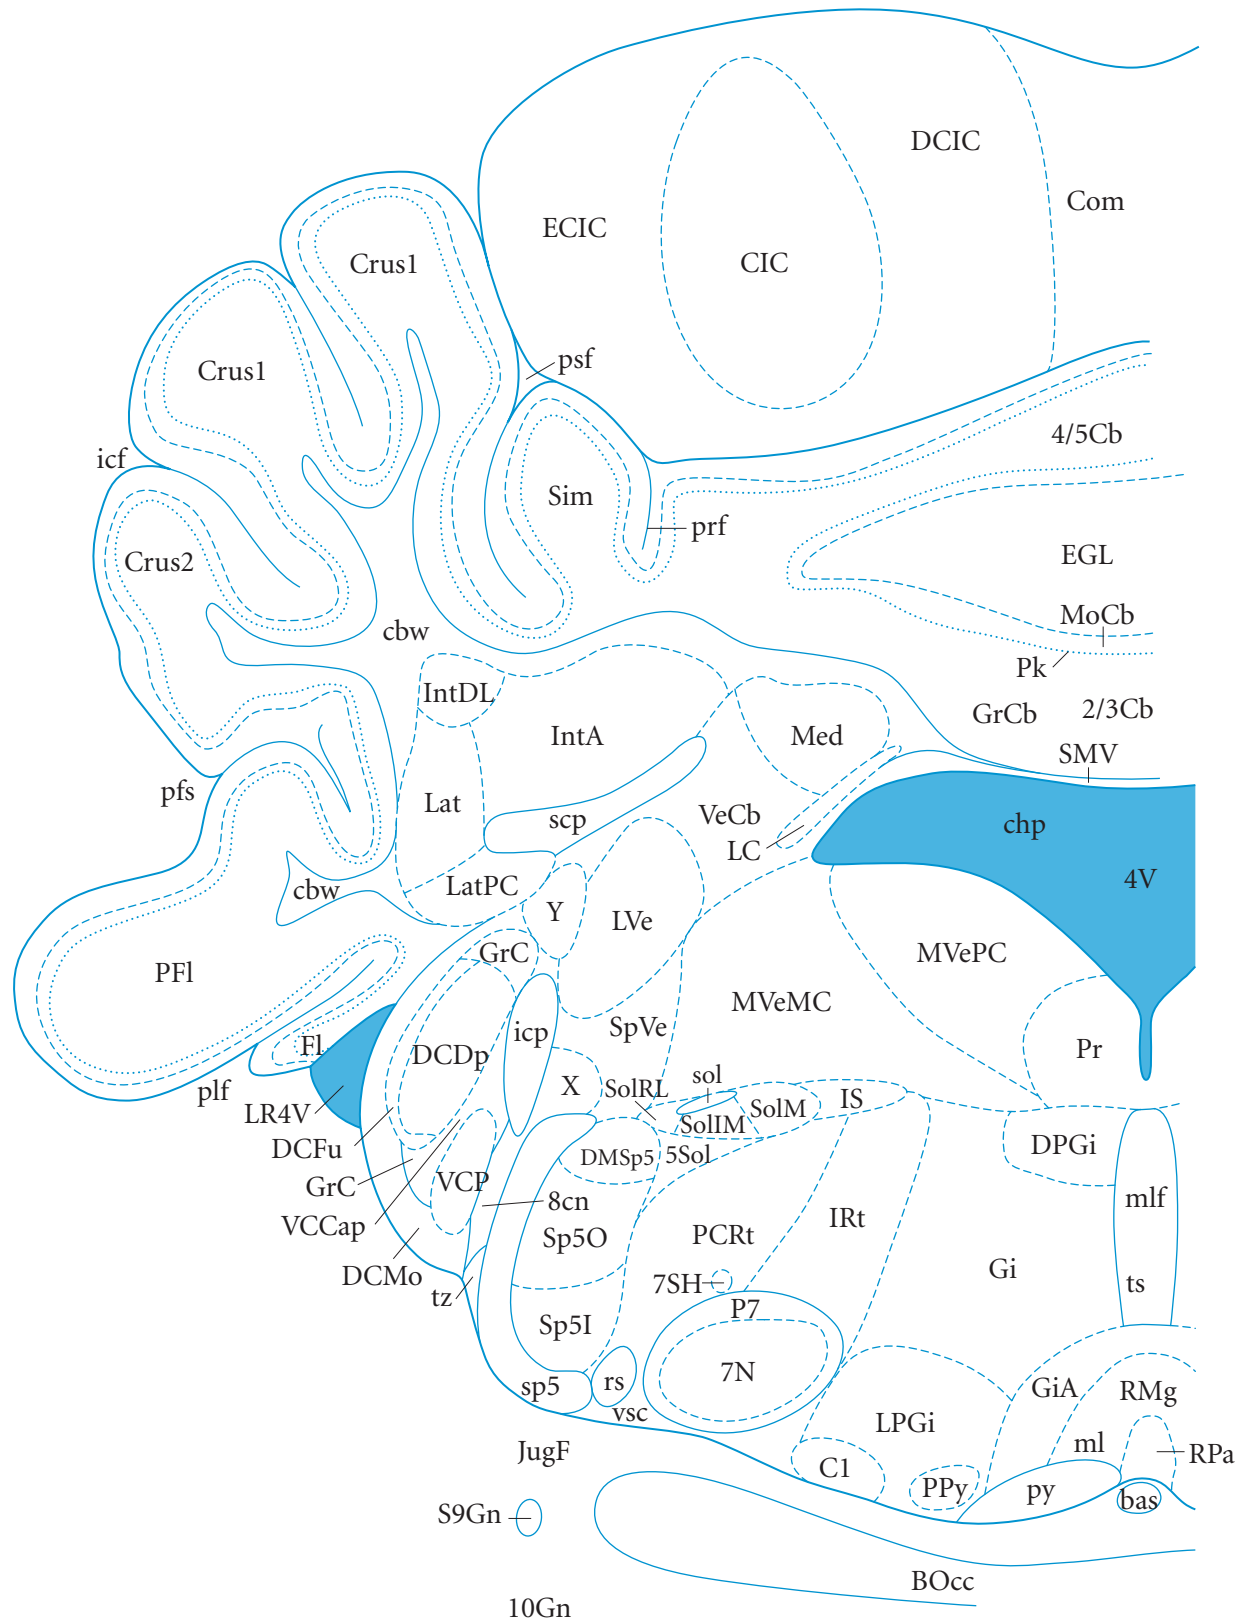 DCIC
Com
ECIC
CIC
Crus1
psf
Crus1
4/5Cb
icf
Sim
prf
EGL
Crus2
MoCb
cbw
Pk
IntDL
GrCb
2/3Cb
IntA
Med
SMV
pfs
Lat
scp
VeCb
chp
LC
4V
cbw
LatPC
Y
LVe
GrC
MVePC
PFl
MVeMC
icp
SpVe
Fl
DCDp
Pr
X
SolRL
sol
plf
LR4V
SolM
IS
SolIM
DCFu
DMSp5
5Sol
DPGi
GrC
VCP
8cn
mlf
VCCap
IRt
Sp5O
PCRt
DCMo
7SH
Gi
ts
tz
P7
Sp5I
7N
sp5
rs
GiA
RMg
vsc
LPGi
JugF
ml
RPa
C1
PPy
py
bas
S9Gn
BOcc
10Gn